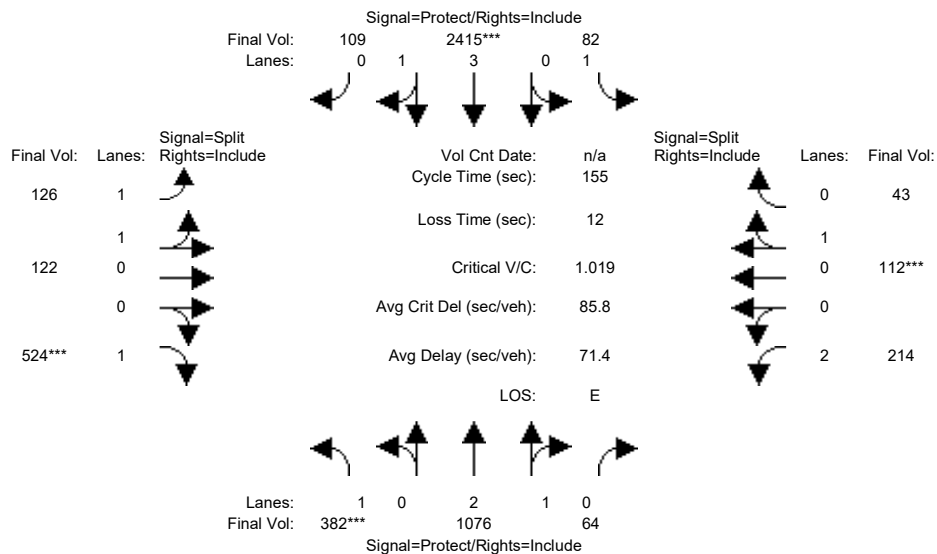 Signal=Protect/Rights=Include
Final Vol: 109 2415*** 82
Lanes: 0 1 3 0 1
Signal=Split
Final Vol: Lanes: Rights=Include
Vol Cnt Date: n/a
Signal=Split
Rights=Include Lanes: Final Vol:
Cycle Time (sec): 155
126 1
0 43
Loss Time (sec): 12
1
1
122 0
Critical V/C: 1.019
0 112***
0
Avg Crit Del (sec/veh): 85.8
0
524*** 1
Avg Delay (sec/veh): 71.4
2 214
LOS: E
Lanes: 1 0 2 1 0
Final Vol: 382*** 1076 64
Signal=Protect/Rights=Include